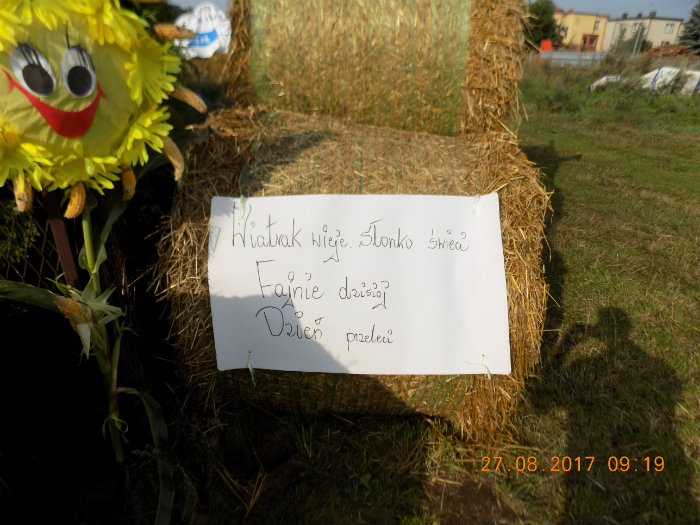 Wiatrak wieje. Słonko świeci
Fajnie dzisiaj
Dzień przeleci
27.08.2017 09:19